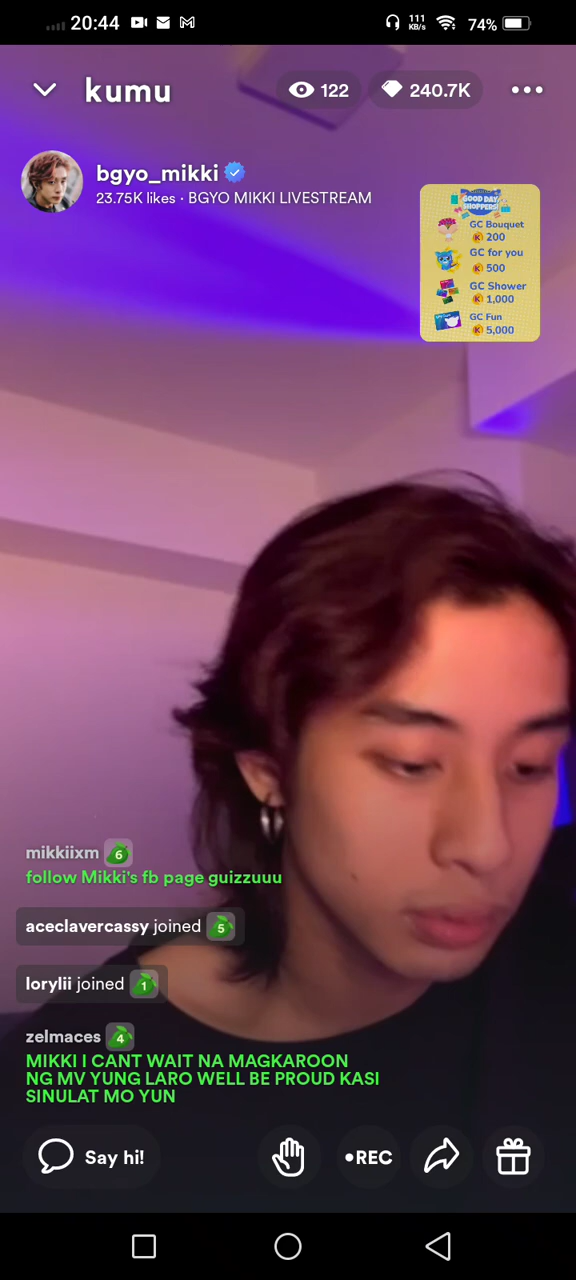 20:44
111
KB/s
74%
kumu
122
240.7K
bgyo_mikki
23.75K likes · BGYO MIKKI LIVESTREAM
GOOD DAY
SHOPPERS
GC Bouquet
K 200
GC for you
K 500
GC Shower
K 1,000
GC Fun
K 5,000
mikkiixm 6
follow Mikki's fb page guizzuuu
aceclavercassy joined 5
lorylii joined 1
zelmaces 4
MIKKI I CANT WAIT NA MAGKAROON
NG MV YUNG LARO WELL BE PROUD KASI
SINULAT MO YUN
Say hi!
•REC